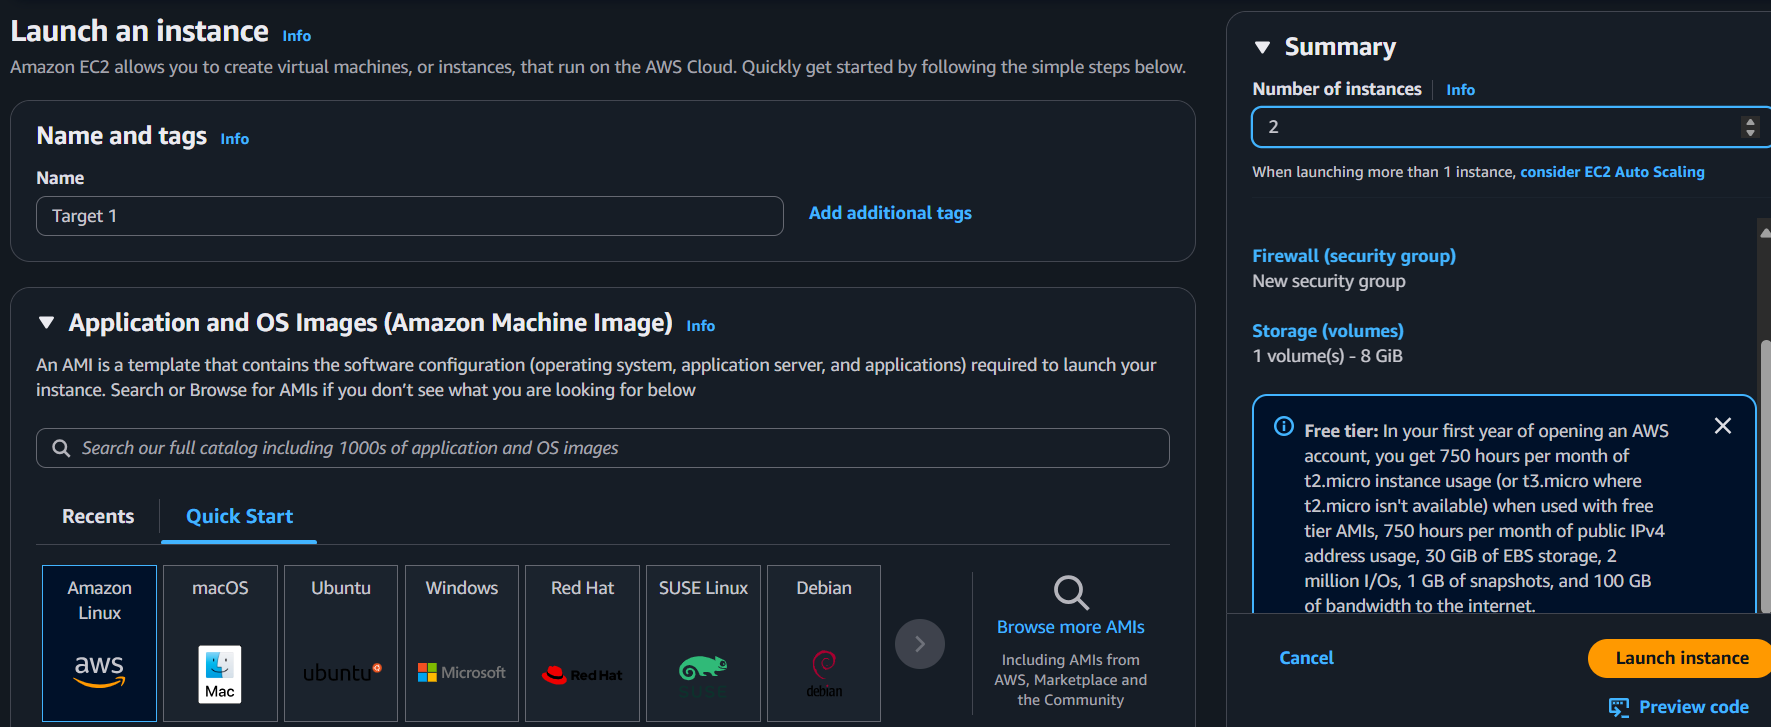 Launch an instance Info
Amazon EC2 allows you to create virtual machines, or instances, that run on the AWS Cloud. Quickly get started by following the simple steps below.
Name and tags Info
Name
Target 1
Add additional tags
Application and OS Images (Amazon Machine Image) Info
An AMI is a template that contains the software configuration (operating system, application server, and applications) required to launch your
instance. Search or Browse for AMIs if you don’t see what you are looking for below
Search our full catalog including 1000s of application and OS images
Recents
Quick Start
Amazon
Linux
aws
macOS
Mac
Ubuntu
ubuntu
Windows
Microsoft
Red Hat
Red Hat
SUSE Linux
SUSE
Debian
debian
Browse more AMIs
Including AMIs from
AWS, Marketplace and
the Community
Summary
Number of instances Info
2
When launching more than 1 instance, consider EC2 Auto Scaling
Firewall (security group)
New security group
Storage (volumes)
1 volume(s) - 8 GiB
Free tier: In your first year of opening an AWS
account, you get 750 hours per month of
t2.micro instance usage (or t3.micro where
t2.micro isn't available) when used with free
tier AMIs, 750 hours per month of public IPv4
address usage, 30 GiB of EBS storage, 2
million I/Os, 1 GB of snapshots, and 100 GB
of bandwidth to the internet.
Cancel
Launch instance
Preview code